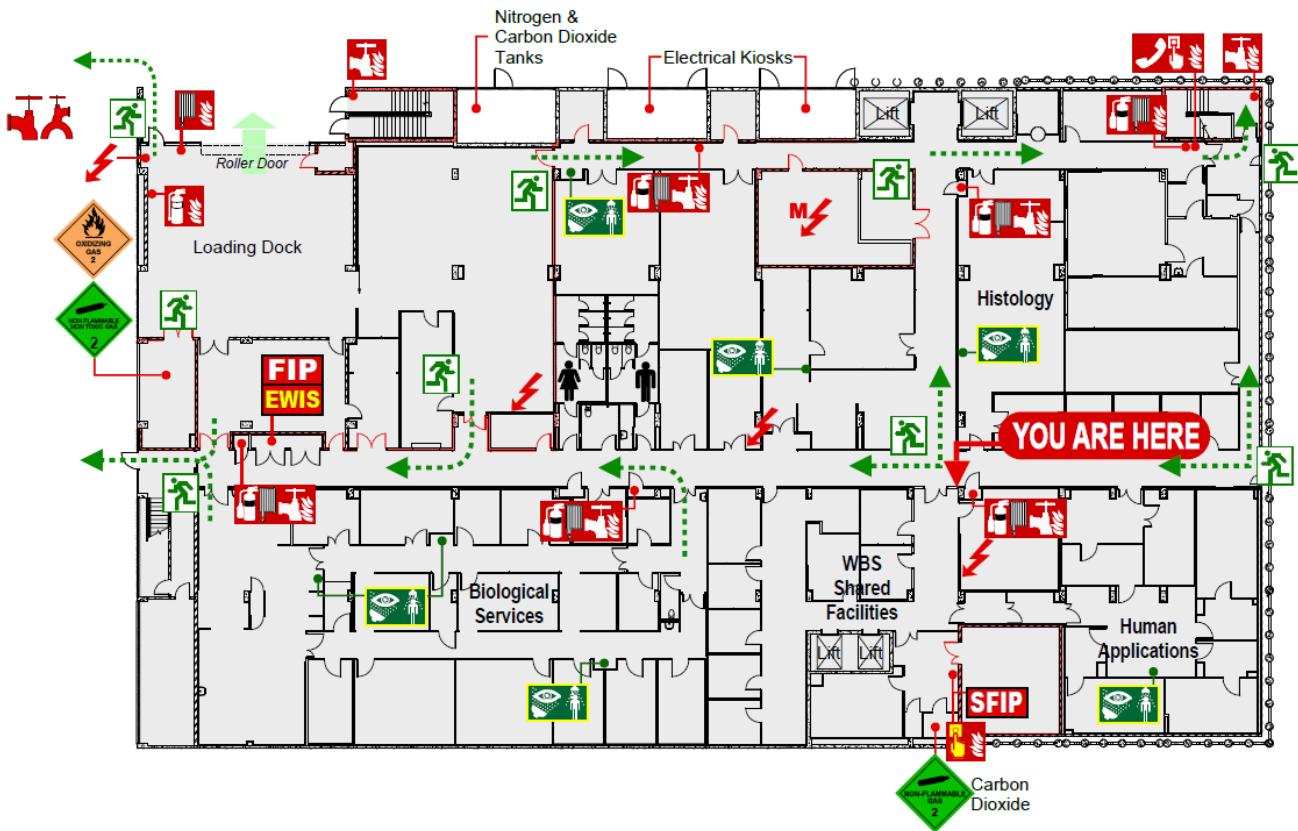 Nitrogen &
Carbon Dioxide
Tanks
Electrical Kiosks
Lift
Lift
Roller Door
M
OXIDIZING
GAS
2
Loading Dock
NON FLAMMABLE
NON TOXIC GAS
2
Histology
FIP
EWIS
YOU ARE HERE
WBS
Shared
Facilities
Biological
Services
Human
Applications
Lift
Lift
SFIP
NON-FLAMMABLE
GAS
2
Carbon
Dioxide